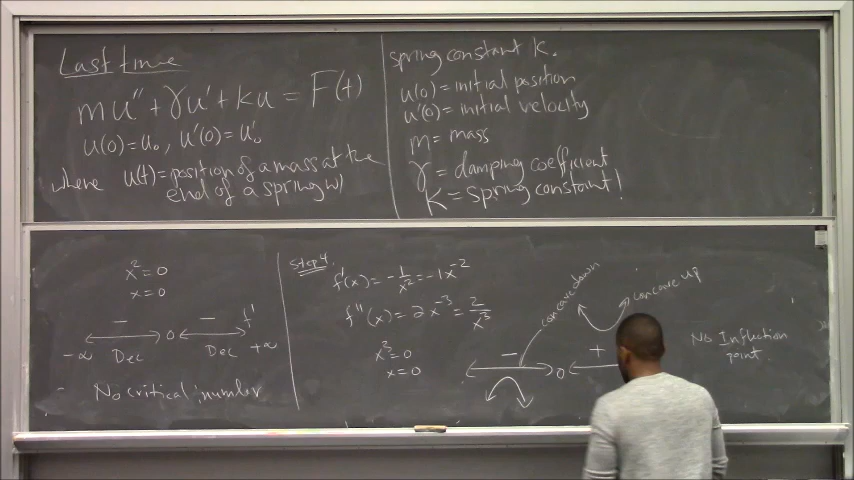 Last time
mu'' + γu' + ku = F(t)
u(0) = u₀, u'(0) = u'₀
where u(t) = position of a mass at the
end of a spring w/
spring constant k.
u(0) = initial position
u'(0) = initial velocity
m = mass
γ = damping coefficient
K = spring constant!
x² = 0
x = 0
− − f'
−∞ 0 +∞
Dec Dec
No critical number
Step 4.
f'(x) = -1/x² = -1x⁻²
f''(x) = 2x⁻³ = 2/x³
x³ = 0
x = 0
concave down
concave up
− 0 +
No Inflection
point.